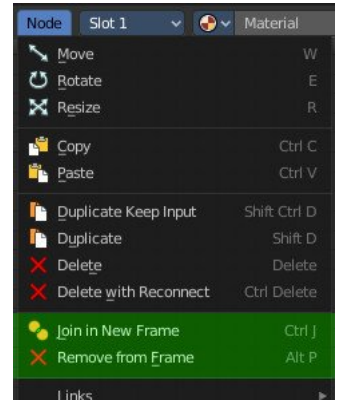 Node Slot 1 Material
Move W
Rotate E
Resize R
Copy Ctrl C
Paste Ctrl V
Duplicate Keep Input Shift Ctrl D
Duplicate Shift D
Delete Delete
Delete with Reconnect Ctrl Delete
Join in New Frame Ctrl J
Remove from Frame Alt P
Links